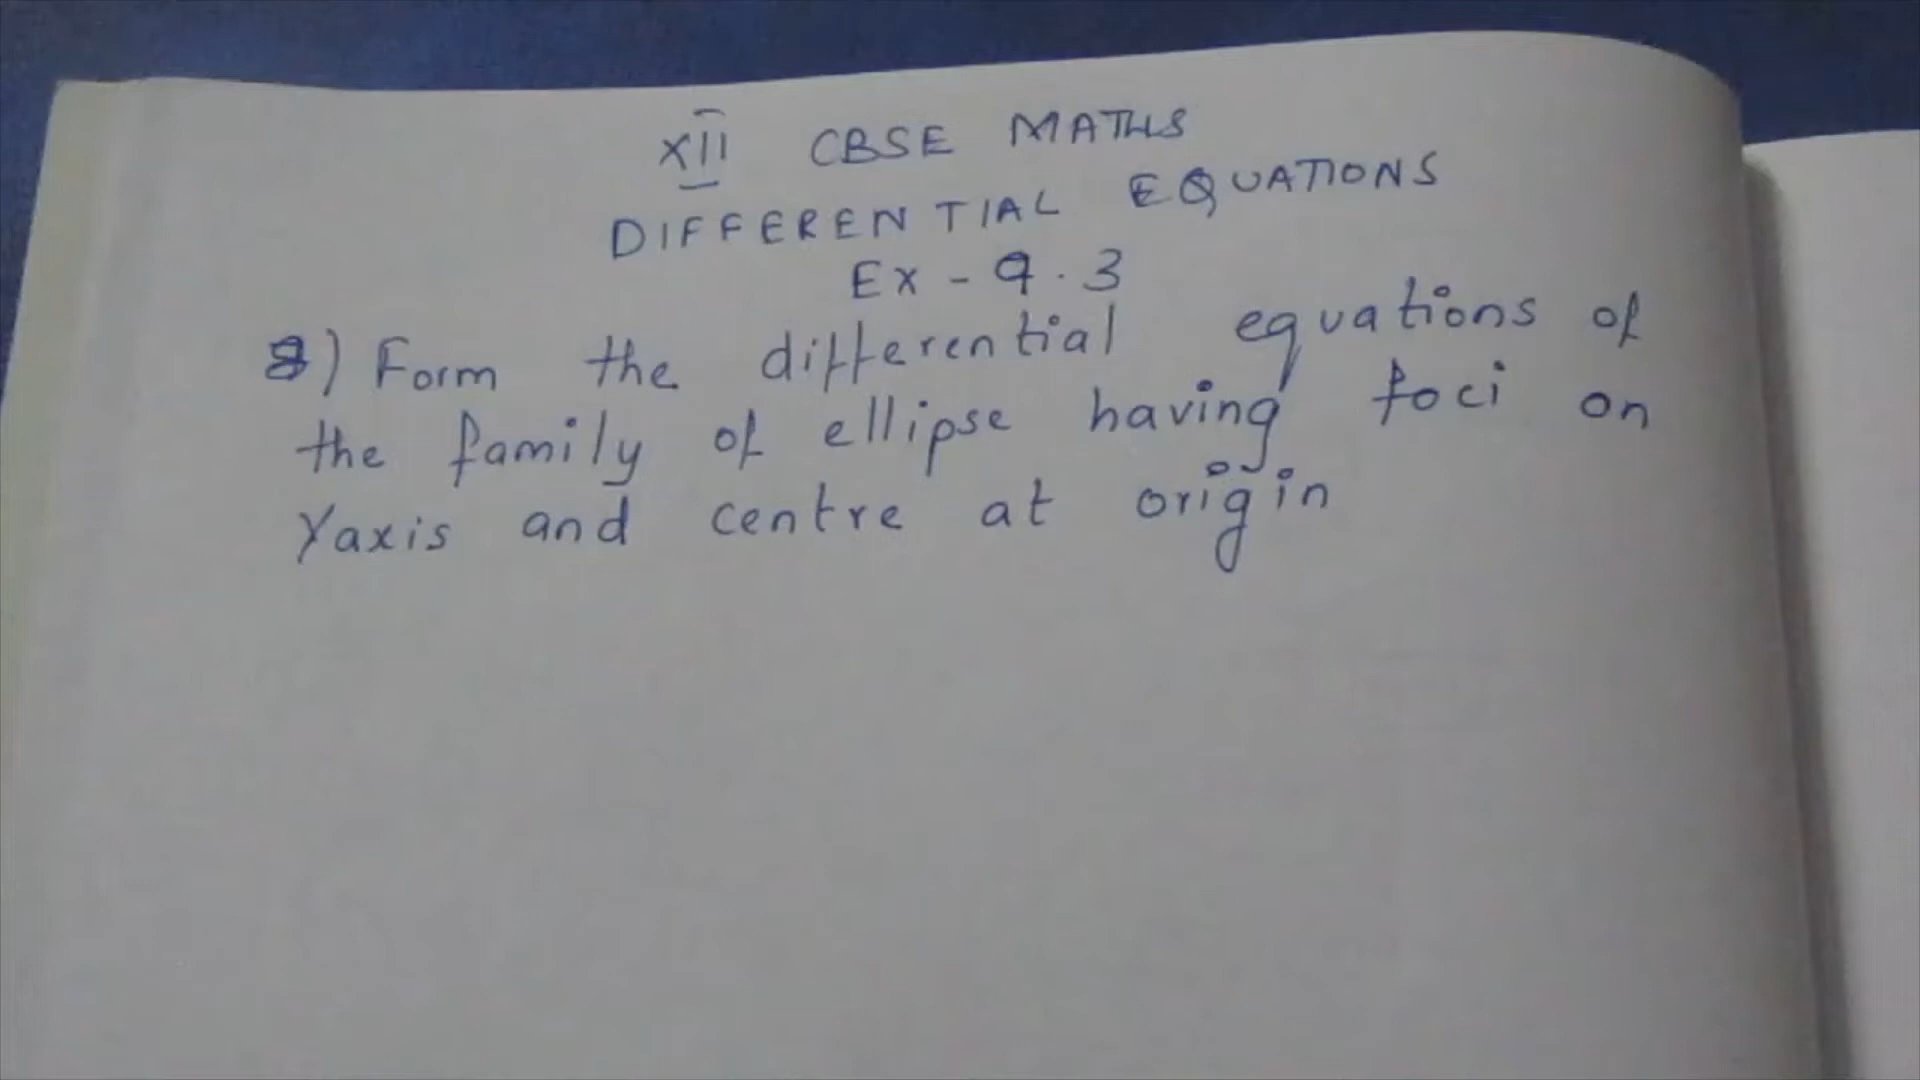 XII CBSE MATHS
DIFFERENTIAL EQUATIONS
Ex - 9.3
8) Form the differential equations of
the family of ellipse having foci on
Yaxis and centre at origin